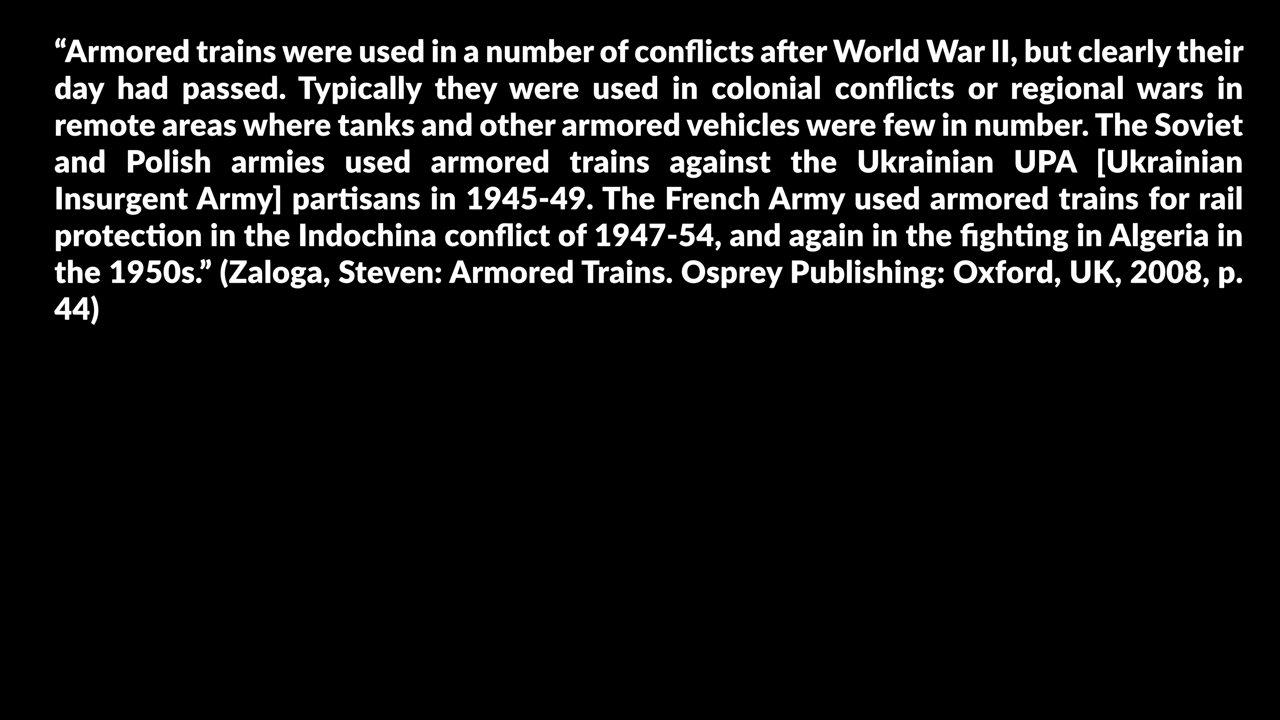 “Armored trains were used in a number of conflicts after World War II, but clearly their
day had passed. Typically they were used in colonial conflicts or regional wars in
remote areas where tanks and other armored vehicles were few in number. The Soviet
and Polish armies used armored trains against the Ukrainian UPA [Ukrainian
Insurgent Army] partisans in 1945-49. The French Army used armored trains for rail
protection in the Indochina conflict of 1947-54, and again in the fighting in Algeria in
the 1950s.” (Zaloga, Steven: Armored Trains. Osprey Publishing: Oxford, UK, 2008, p.
44)